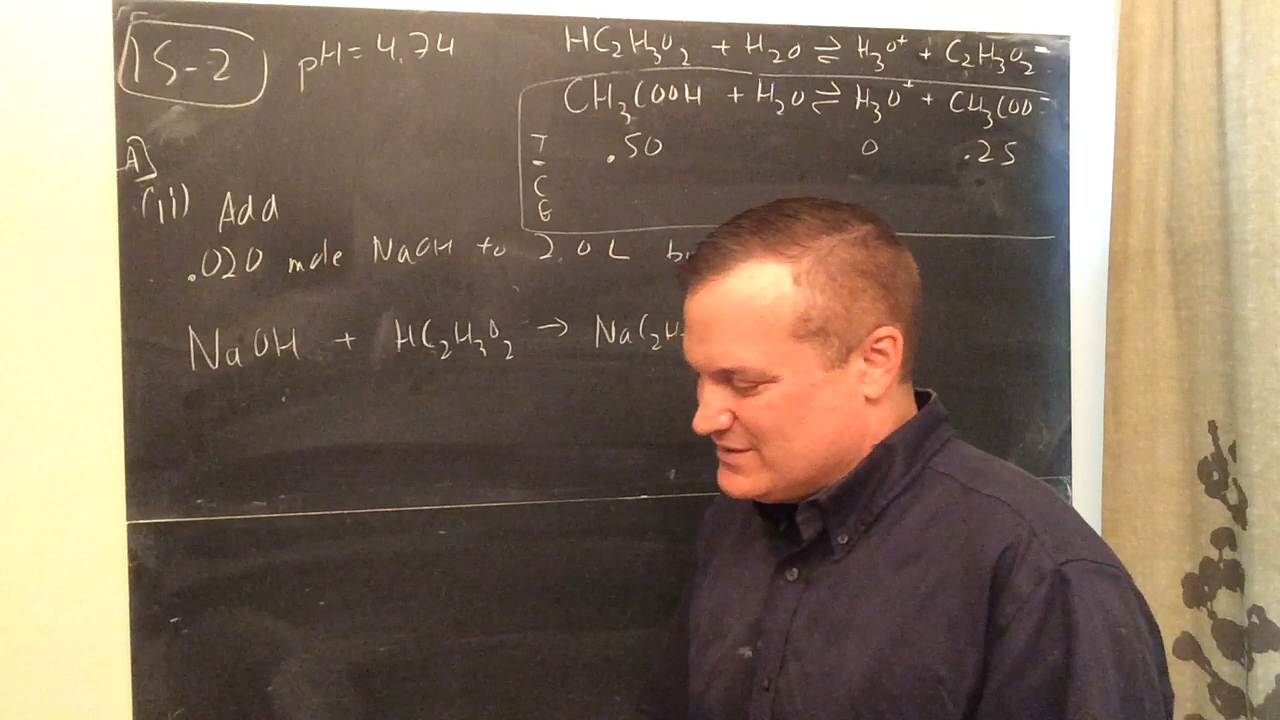 15-2 pH = 4.74
HC₂H₃O₂ + H₂O ⇌ H₃O⁺ + C₂H₃O₂⁻
CH₃COOH + H₂O ⇌ H₃O⁺ + CH₃COO⁻
I .50 0 .25
C
E
A]
(ii) Add
.020 mole NaOH to 2.0 L
NaOH + HC₂H₃O₂ → NaC₂H